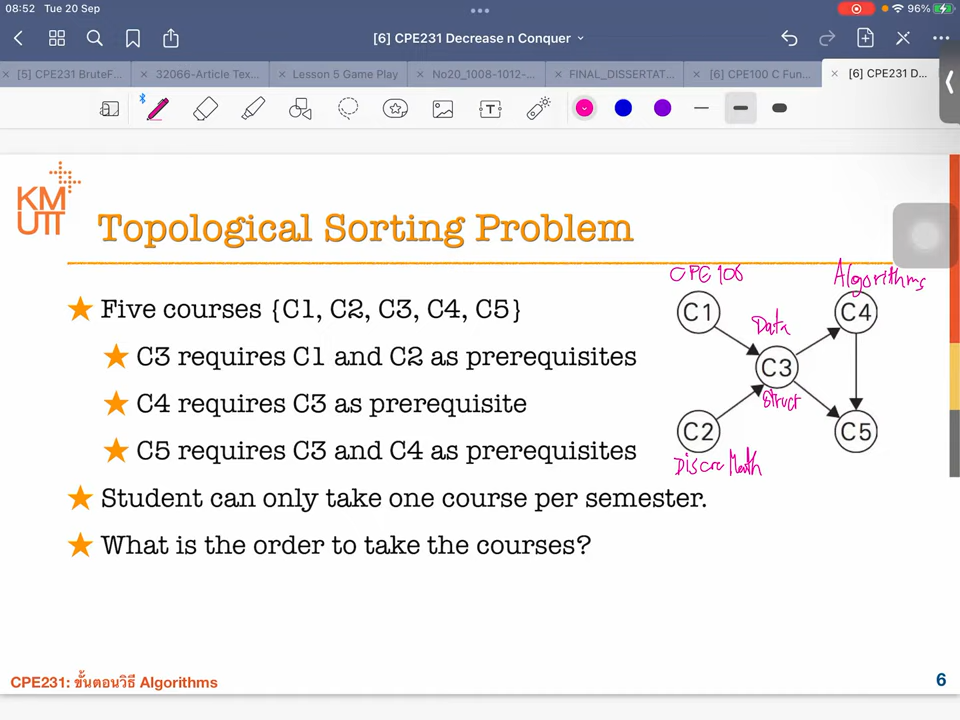 08:52 Tue 20 Sep
96%
[6] CPE231 Decrease n Conquer
[5] CPE231 BruteF...
32066-Article Tex...
Lesson 5 Game Play
No20_1008-1012-...
FINAL_DISSERTAT...
[6] CPE100 C Fun...
[6] CPE231 D...
KM
UTT
Topological Sorting Problem
CPE 106
Algorithms
Five courses {C1, C2, C3, C4, C5}
C1
C4
Data
C3 requires C1 and C2 as prerequisites
C3
C4 requires C3 as prerequisite
Struct
C2
C5
C5 requires C3 and C4 as prerequisites
Discre Math
Student can only take one course per semester.
What is the order to take the courses?
CPE231: ขั้นตอนวิธี Algorithms
6